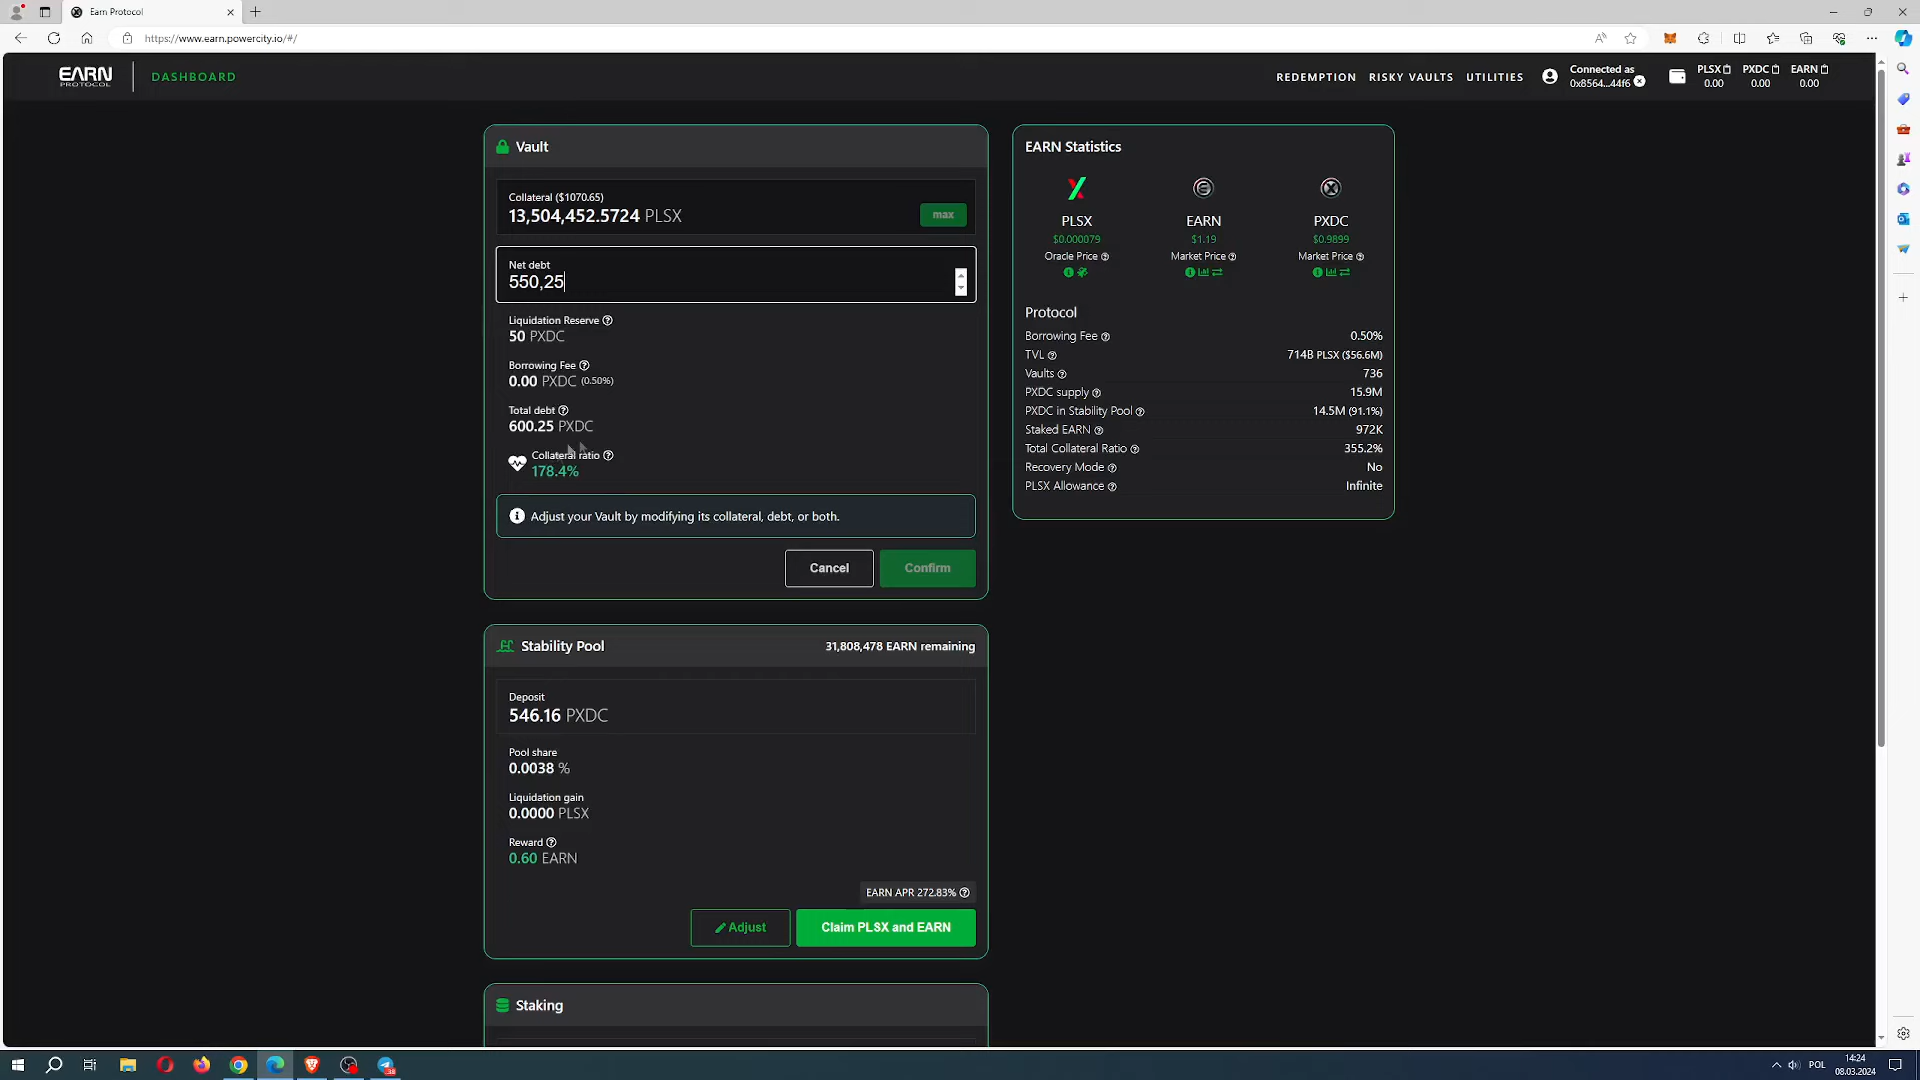 Earn Protocol
https://www.earn.powercity.io/#/
EARN
PROTOCOL
DASHBOARD
REDEMPTION
RISKY VAULTS
UTILITIES
Connected as
0x8564...44f6
PLSX
0.00
PXDC
0.00
EARN
0.00
Vault
Collateral ($1070.65)
13,504,452.5724 PLSX
max
Net debt
550,25
Liquidation Reserve
50 PXDC
Borrowing Fee
0.00 PXDC (0.50%)
Total debt
600.25 PXDC
Collateral ratio
178.4%
Adjust your Vault by modifying its collateral, debt, or both.
Cancel
Confirm
EARN Statistics
PLSX
$0.000079
Oracle Price
EARN
$1.19
Market Price
PXDC
$0.9899
Market Price
Protocol
Borrowing Fee 0.50%
TVL 714B PLSX ($56.6M)
Vaults 736
PXDC supply 15.9M
PXDC in Stability Pool 14.5M (91.1%)
Staked EARN 972K
Total Collateral Ratio 355.2%
Recovery Mode No
PLSX Allowance Infinite
Stability Pool
31,808,478 EARN remaining
Deposit
546.16 PXDC
Pool share
0.0038 %
Liquidation gain
0.0000 PLSX
Reward
0.60 EARN
EARN APR 272.83%
Adjust
Claim PLSX and EARN
Staking
POL
14:24
08.03.2024